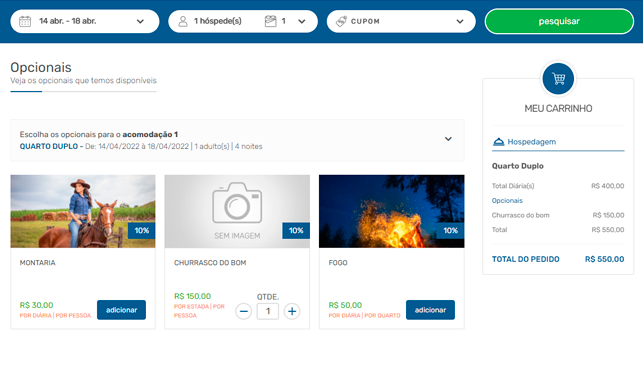 14 abr. - 18 abr.
1 hóspede(s)
1
CUPOM
pesquisar
Opcionais
Veja os opcionais que temos disponíveis
Escolha os opcionais para o acomodação 1
QUARTO DUPLO - De: 14/04/2022 à 18/04/2022 | 1 adulto(s) | 4 noites
10%
MONTARIA
R$ 30,00
POR DIÁRIA | POR PESSOA
adicionar
SEM IMAGEM
10%
CHURRASCO DO BOM
R$ 150,00
POR ESTADA | POR
PESSOA
QTDE.
1
10%
FOGO
R$ 50,00
POR DIÁRIA | POR QUARTO
adicionar
MEU CARRINHO
Hospedagem
Quarto Duplo
Total Diária(s) R$ 400,00
Opcionais
Churrasco do bom R$ 150,00
Total R$ 550,00
TOTAL DO PEDIDO R$ 550,00